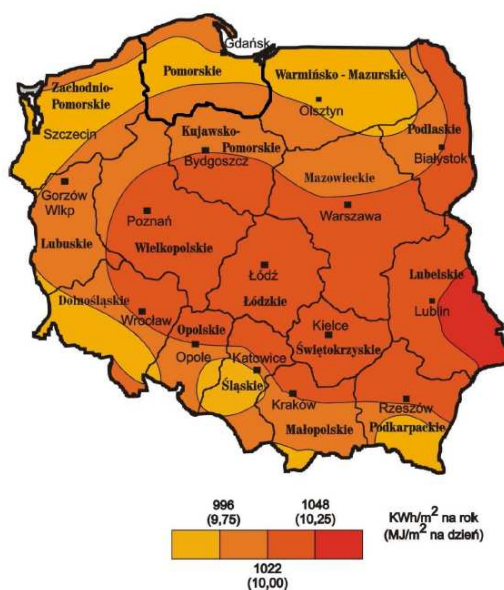 Gdańsk
Pomorskie
Warmińsko - Mazurskie
Zachodnio-
Pomorskie
Olsztyn
Szczecin
Podlaskie
Kujawsko-
Pomorskie
Białystok
Bydgoszcz
Mazowieckie
Gorzów
Wlkp
Poznań
Warszawa
Lubuskie
Wielkopolskie
Łódź
Lubelskie
Łódzkie
Dolnośląskie
Lublin
Wrocław
Opolskie
Kielce
Świętokrzyskie
Opole
Katowice
Śląskie
Kraków
Rzeszów
Małopolskie
Podkarpackie
996
(9,75)
1048
(10,25)
KWh/m² na rok
(MJ/m² na dzień)
1022
(10,00)